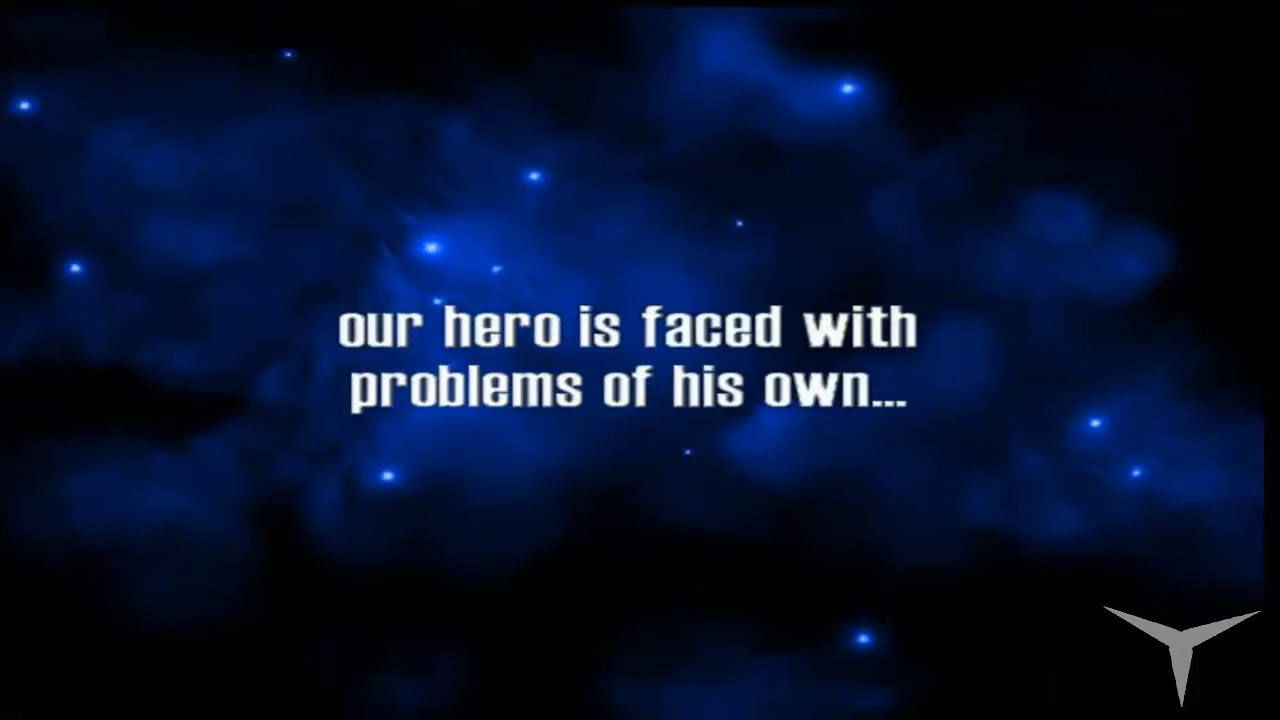 our hero is faced with
problems of his own...